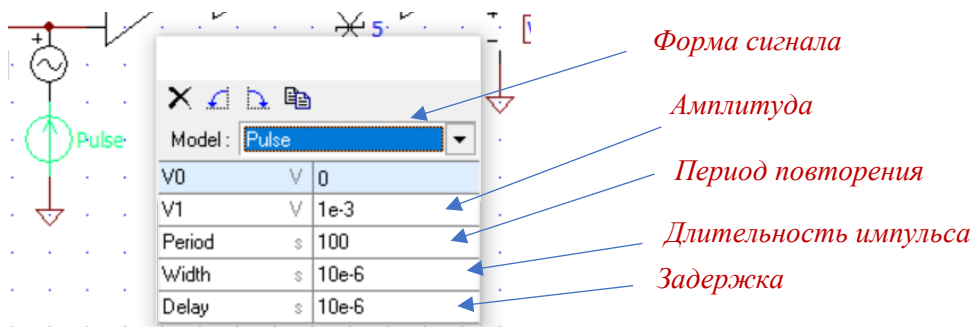 5
Форма сигнала
Амплитуда
Pulse
Model : Pulse
V0 V 0
Период повторения
V1 V 1e-3
Period s 100
Длительность импульса
Width s 10e-6
Задержка
Delay s 10e-6